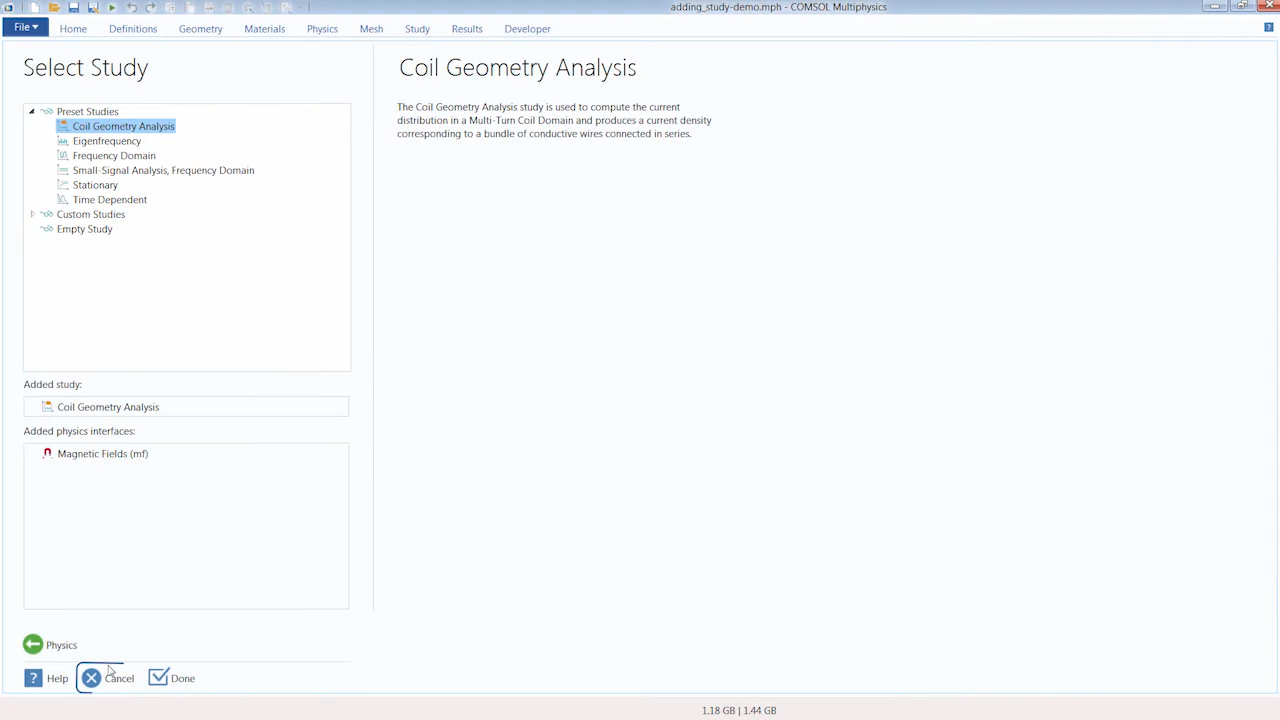 adding_study-demo.mph - COMSOL Multiphysics
File Home Definitions Geometry Materials Physics Mesh Study Results Developer
Select Study
Preset Studies
Coil Geometry Analysis
Eigenfrequency
Frequency Domain
Small-Signal Analysis, Frequency Domain
Stationary
Time Dependent
Custom Studies
Empty Study
Added study:
Coil Geometry Analysis
Added physics interfaces:
Magnetic Fields (mf)
Physics
Help Cancel Done
Coil Geometry Analysis
The Coil Geometry Analysis study is used to compute the current
distribution in a Multi-Turn Coil Domain and produces a current density
corresponding to a bundle of conductive wires connected in series.
1.18 GB | 1.44 GB